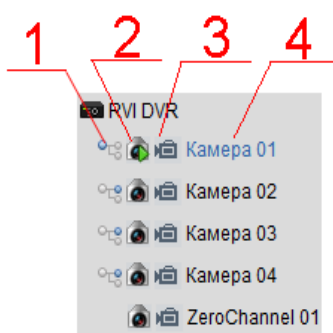 1 2 3 4
RVI DVR
Камера 01
Камера 02
Камера 03
Камера 04
ZeroChannel 01